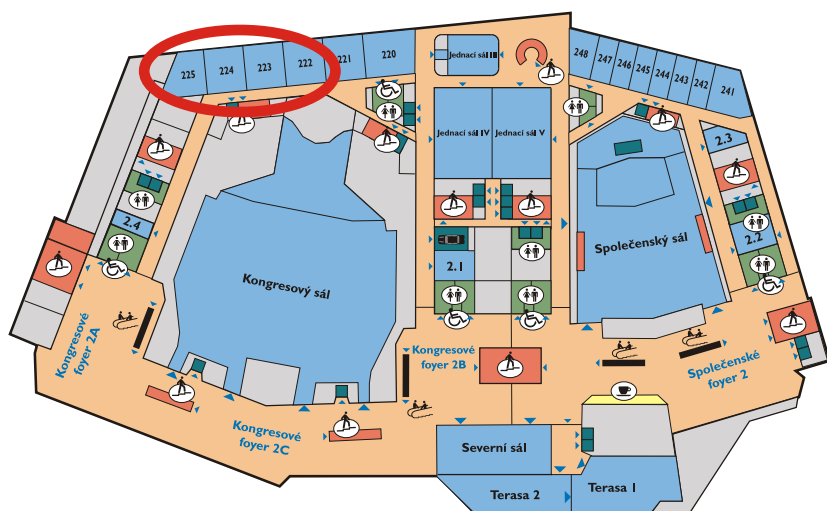 225
224
223
222
221
220
Jednací sál III
248
247
246
245
244
243
242
241
Jednací sál IV
Jednací sál V
2.3
2.4
2.1
2.2
Společenský sál
Kongresový sál
Kongresové
foyer 2A
Kongresové
foyer 2B
Společenské
foyer 2
Kongresové
foyer 2C
Severní sál
Terasa 2
Terasa 1